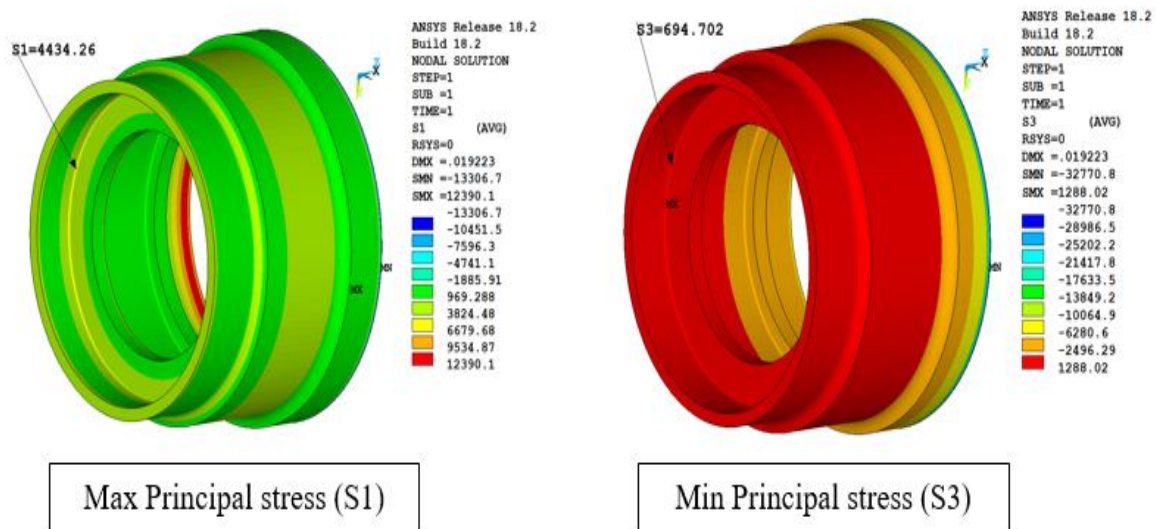 S1=4434.26
ANSYS Release 18.2
Build 18.2
NODAL SOLUTION
STEP=1
SUB =1
TIME=1
S1 (AVG)
RSYS=0
DMX =.019223
SMN =-13306.7
SMX =12390.1
-13306.7
-10451.5
-7596.3
-4741.1
-1885.91
969.288
3824.48
6679.68
9534.87
12390.1
X
Z
Y
MN
MX
Max Principal stress (S1)
S3=694.702
ANSYS Release 18.2
Build 18.2
NODAL SOLUTION
STEP=1
SUB =1
TIME=1
S3 (AVG)
RSYS=0
DMX =.019223
SMN =-32770.8
SMX =1288.02
-32770.8
-28986.5
-25202.2
-21417.8
-17633.5
-13849.2
-10064.9
-6280.6
-2496.29
1288.02
X
Z
Y
MX
MN
Min Principal stress (S3)